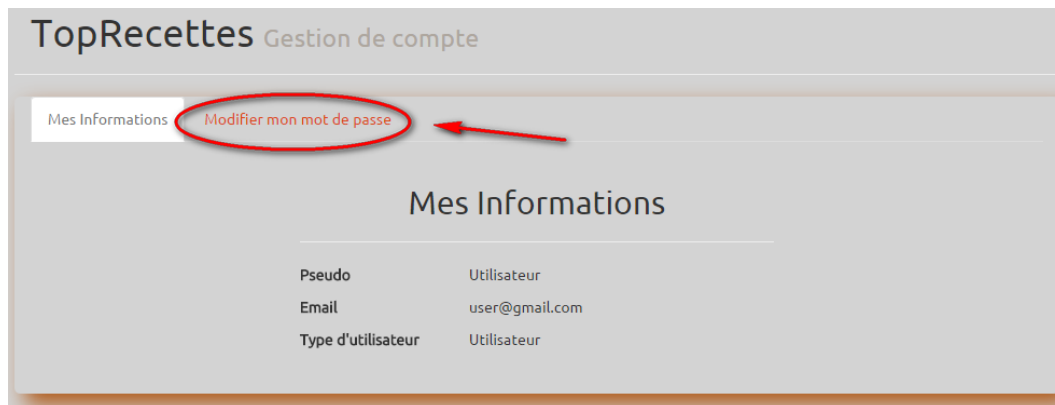 TopRecettes Gestion de compte
Mes Informations Modifier mon mot de passe
Mes Informations
Pseudo Utilisateur
Email user@gmail.com
Type d'utilisateur Utilisateur